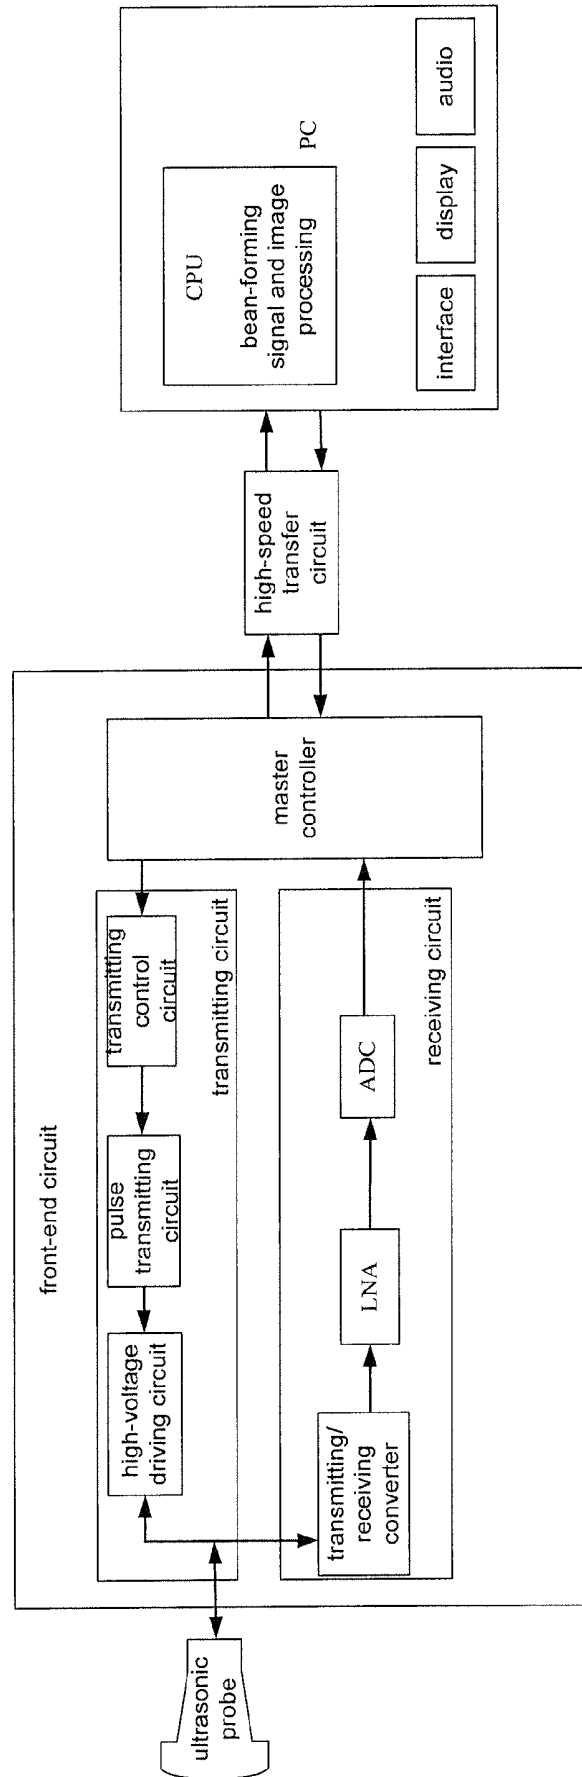 front-end circuit
ultrasonic
probe
high-voltage
driving circuit
pulse
transmitting
circuit
transmitting
control
circuit
transmitting circuit
transmitting/
receiving
converter
LNA
ADC
receiving circuit
master
controller
high-speed
transfer
circuit
CPU
bean-forming
signal and image
processing
PC
interface
display
audio